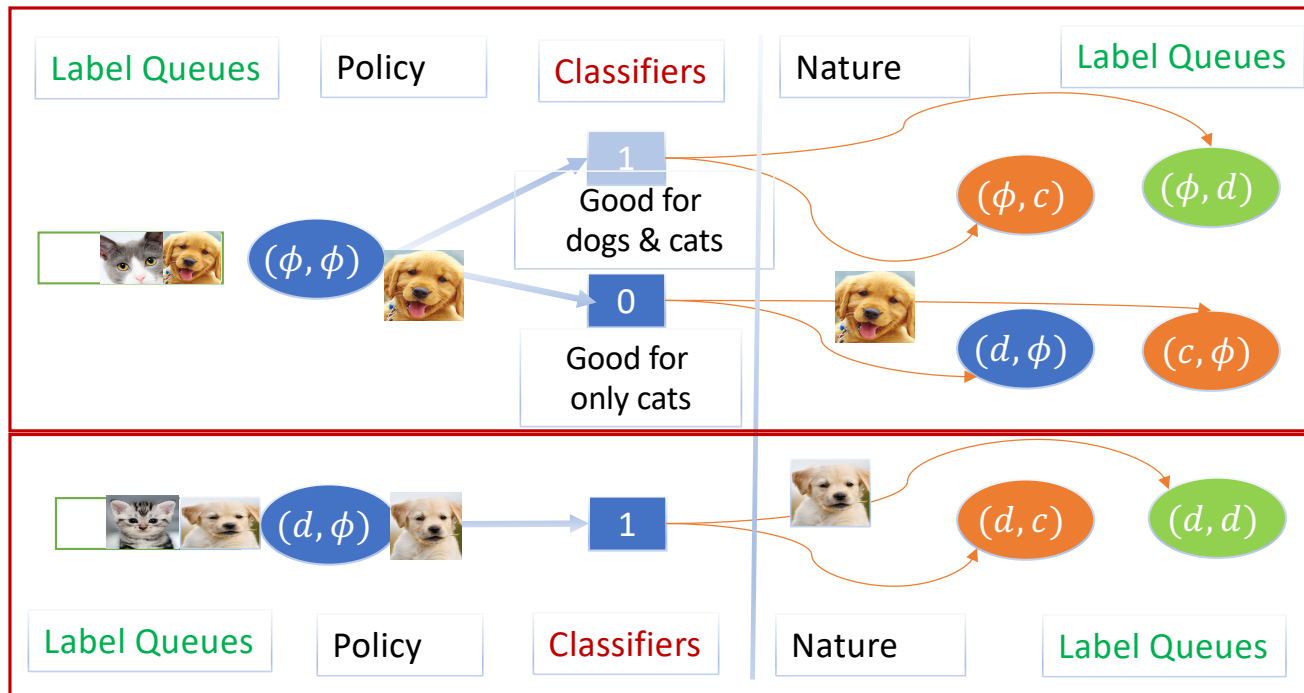 Label Queues
Policy
Classifiers
Nature
Label Queues
1
Good for
dogs & cats
(ϕ, ϕ)
(ϕ, c)
(ϕ, d)
0
Good for
only cats
(d, ϕ)
(c, ϕ)
(d, ϕ)
1
(d, c)
(d, d)
Label Queues
Policy
Classifiers
Nature
Label Queues